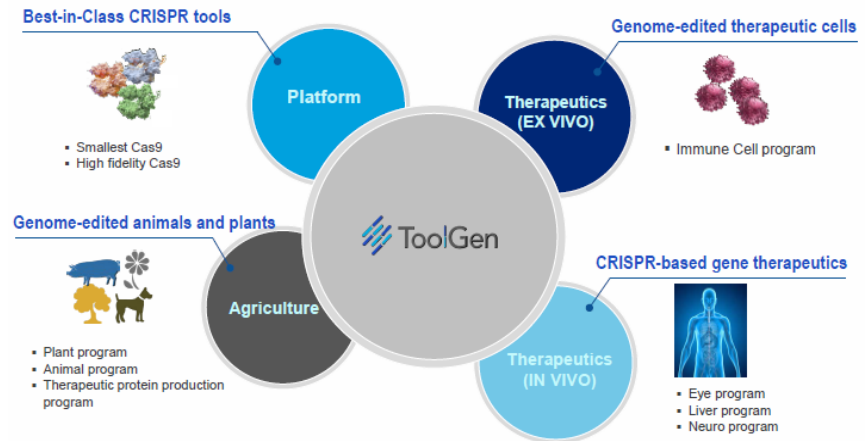 Best-in-Class CRISPR tools
Platform
▪ Smallest Cas9
▪ High fidelity Cas9
Genome-edited therapeutic cells
Therapeutics
(EX VIVO)
▪ Immune Cell program
ToolGen
Genome-edited animals and plants
Agriculture
▪ Plant program
▪ Animal program
▪ Therapeutic protein production
program
CRISPR-based gene therapeutics
Therapeutics
(IN VIVO)
▪ Eye program
▪ Liver program
▪ Neuro program